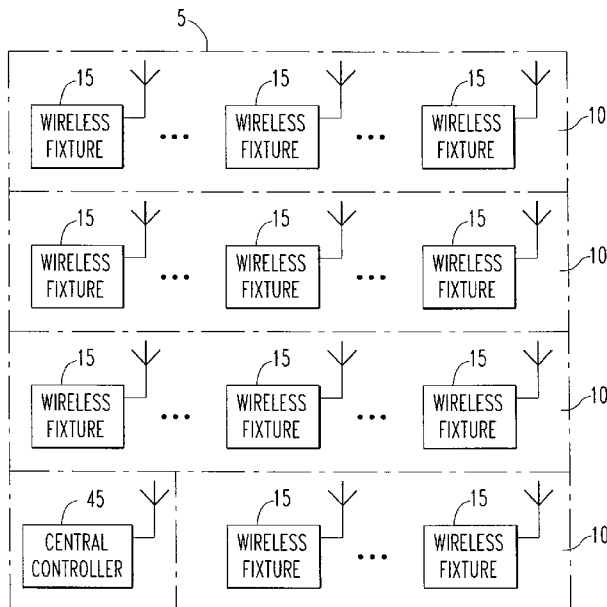 5
15 15 15
WIRELESS FIXTURE ... WIRELESS FIXTURE ... WIRELESS FIXTURE 10
15 15 15
WIRELESS FIXTURE ... WIRELESS FIXTURE ... WIRELESS FIXTURE 10
15 15 15
WIRELESS FIXTURE ... WIRELESS FIXTURE ... WIRELESS FIXTURE 10
45 15 15
CENTRAL CONTROLLER WIRELESS FIXTURE ... WIRELESS FIXTURE 10